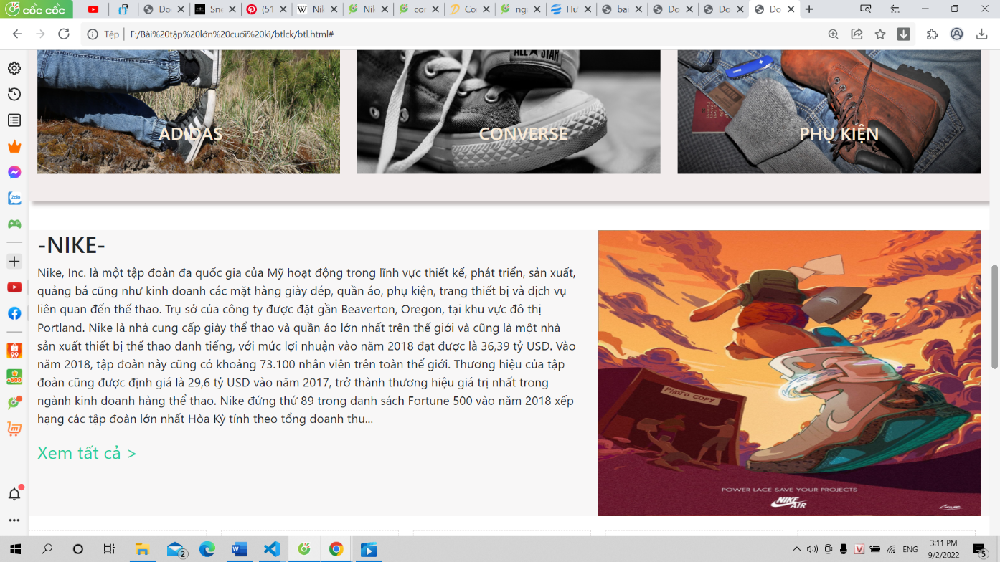 cốc cốc
Doc
Sne
(51
Nik
Nik
cor
Co
nga
Hư
bai
Do
Do
Do
Tệp
F:/Bài%20tập%20lớn%20cuối%20kì/btlck/btl.html#
ALL★STAR
ADIDAS
CONVERSE
PHỤ KIỆN
-NIKE-
Nike, Inc. là một tập đoàn đa quốc gia của Mỹ hoạt động trong lĩnh vực thiết kế, phát triển, sản xuất,
quảng bá cũng như kinh doanh các mặt hàng giày dép, quần áo, phụ kiện, trang thiết bị và dịch vụ
liên quan đến thể thao. Trụ sở của công ty được đặt gần Beaverton, Oregon, tại khu vực đô thị
Portland. Nike là nhà cung cấp giày thể thao và quần áo lớn nhất trên thế giới và cũng là một nhà
sản xuất thiết bị thể thao danh tiếng, với mức lợi nhuận vào năm 2018 đạt được là 36,39 tỷ USD. Vào
năm 2018, tập đoàn này cũng có khoảng 73.100 nhân viên trên toàn thế giới. Thương hiệu của tập
đoàn cũng được định giá là 29,6 tỷ USD vào năm 2017, trở thành thương hiệu giá trị nhất trong
ngành kinh doanh hàng thể thao. Nike đứng thứ 89 trong danh sách Fortune 500 vào năm 2018 xếp
hạng các tập đoàn lớn nhất Hòa Kỳ tính theo tổng doanh thu...
Xem tất cả >
PHOTO COPY
POWER LACE SAVE YOUR PROJECTS
NIKE
AIR
Zalo
99
+500
2
ENG
3:11 PM
9/2/2022
5